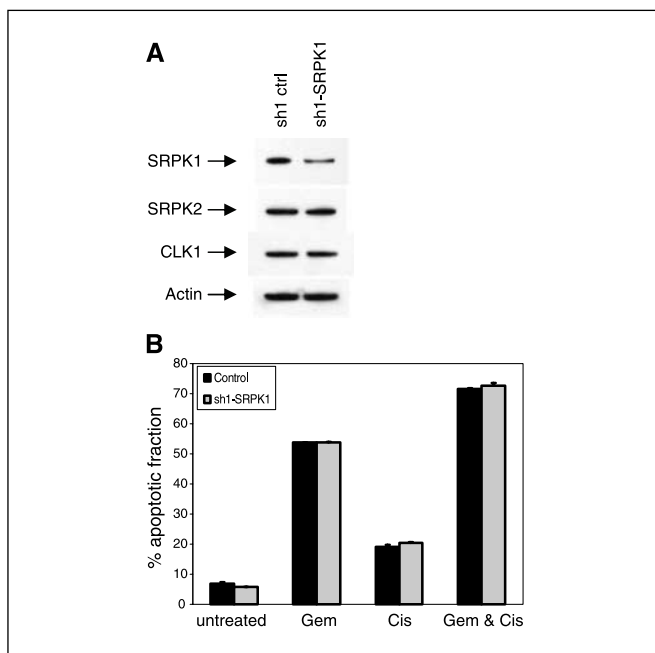 A
sh1 ctrl
sh1-SRPK1
SRPK1
SRPK2
CLK1
Actin
B
% apoptotic fraction
80
70
60
50
40
30
20
10
0
Control
sh1-SRPK1
untreated Gem Cis Gem & Cis